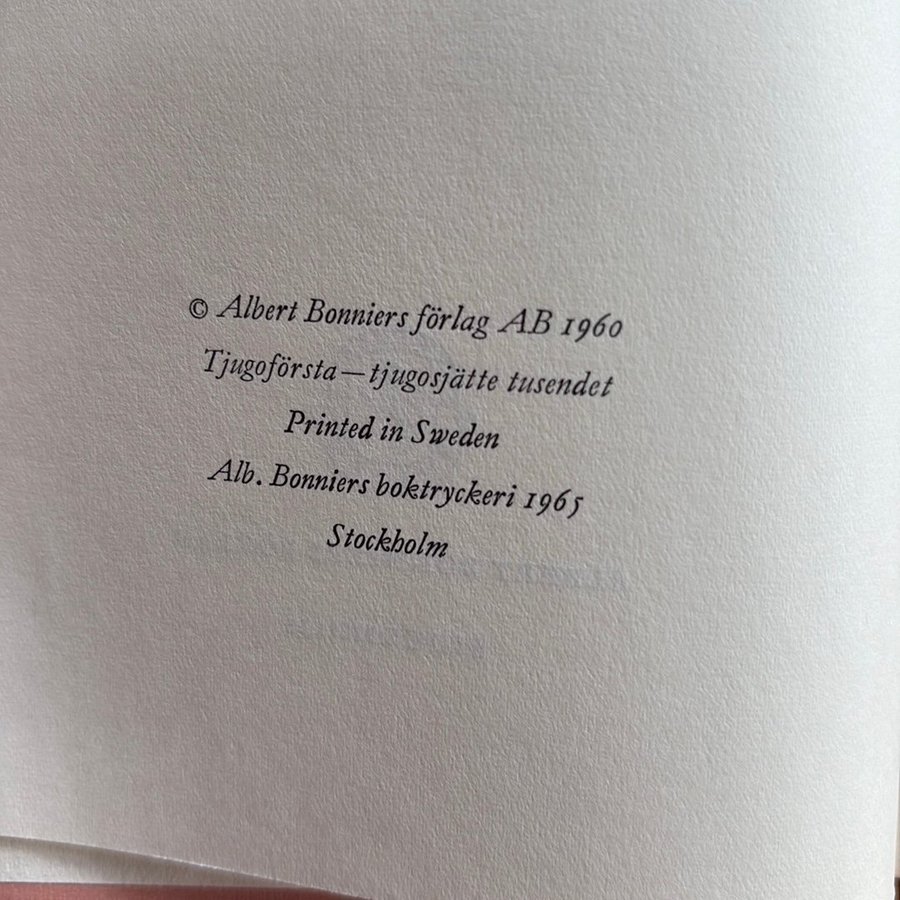 © Albert Bonniers förlag AB 1960
Tjugoförsta—tjugosjätte tusendet
Printed in Sweden
Alb. Bonniers boktryckeri 1965
Stockholm